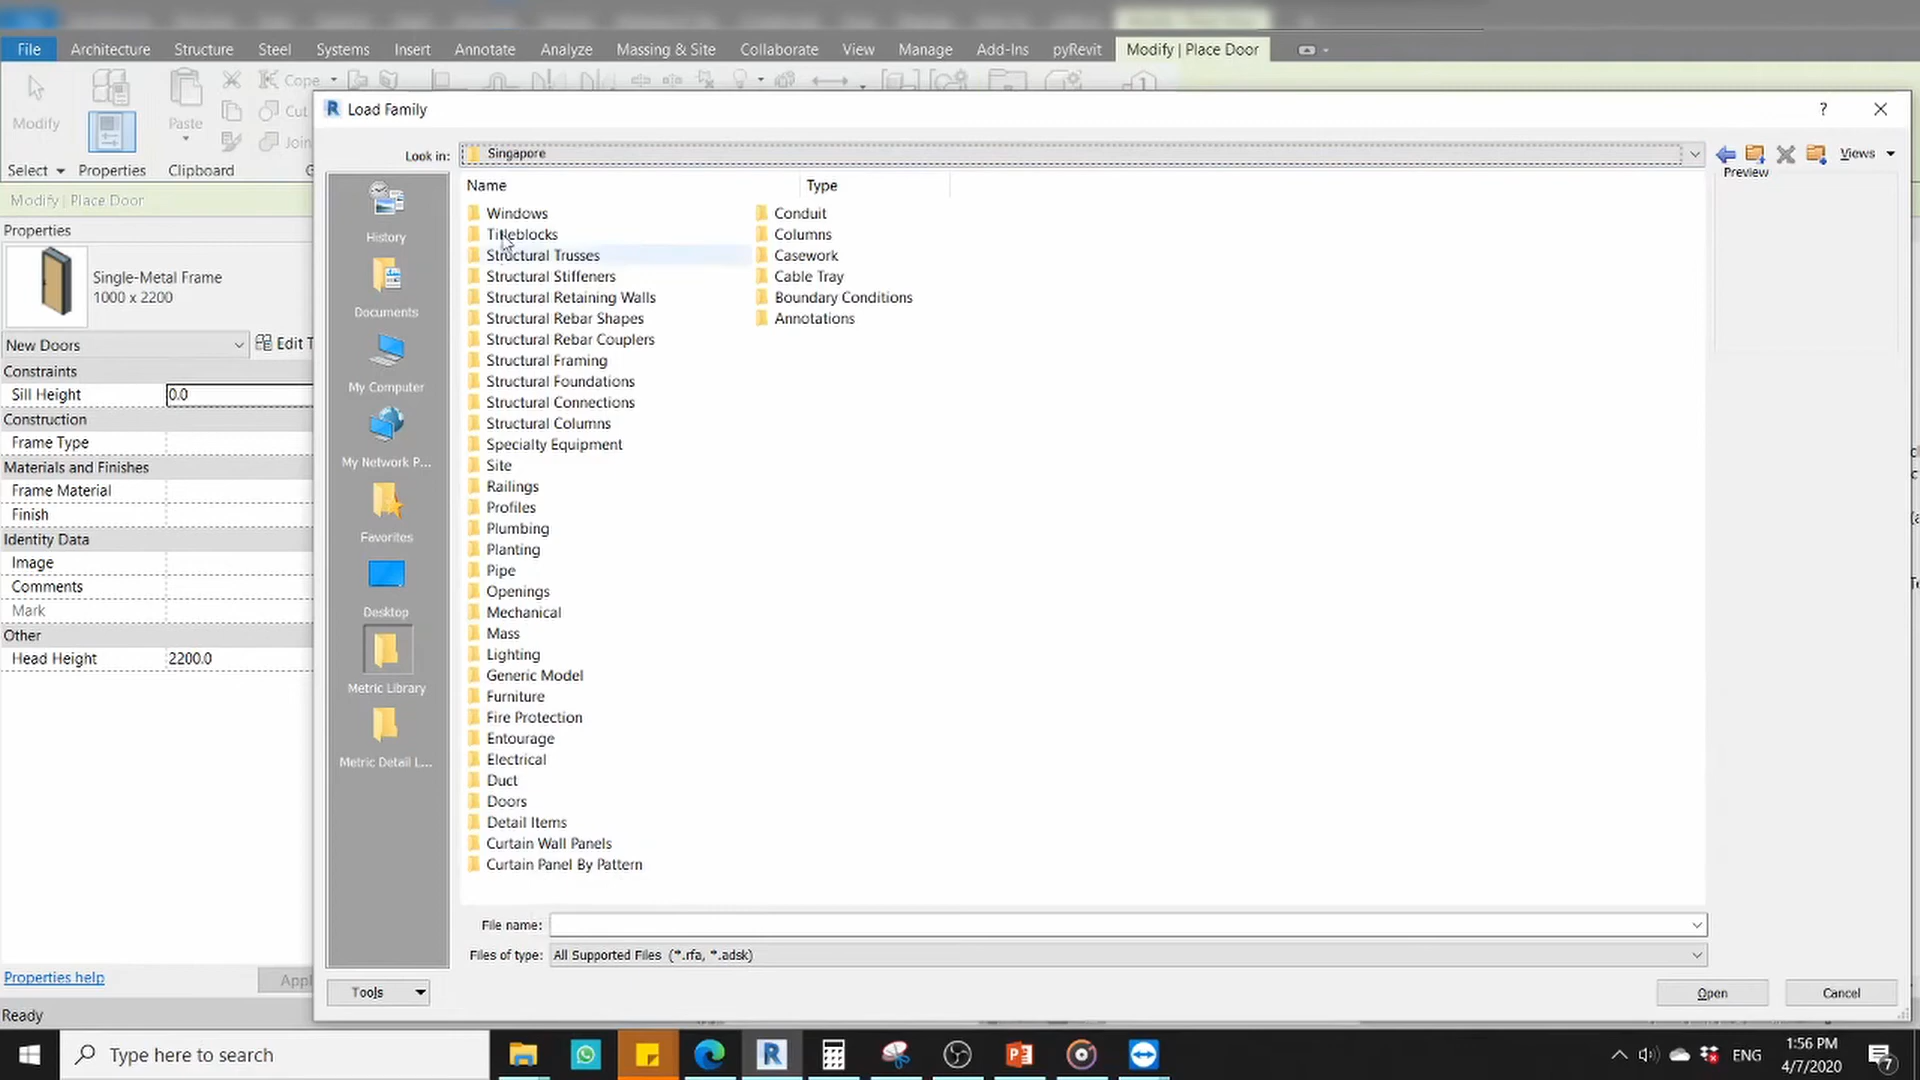 File Architecture Structure Steel Systems Insert Annotate Analyze Massing & Site Collaborate View Manage Add-Ins pyRevit Modify | Place Door
Modify
Paste
Cope
Cut
Join
Select Properties Clipboard
Modify | Place Door
Properties
Single-Metal Frame
1000 x 2200
New Doors
Edit T
Constraints
Sill Height 0.0
Construction
Frame Type
Materials and Finishes
Frame Material
Finish
Identity Data
Image
Comments
Mark
Other
Head Height 2200.0
Properties help
Appl
Ready
Load Family
?
Look in: Singapore
Views
Preview
History
Documents
My Computer
My Network P...
Favorites
Desktop
Metric Library
Metric Detail L...
Name Type
Windows
Titleblocks
Structural Trusses
Structural Stiffeners
Structural Retaining Walls
Structural Rebar Shapes
Structural Rebar Couplers
Structural Framing
Structural Foundations
Structural Connections
Structural Columns
Specialty Equipment
Site
Railings
Profiles
Plumbing
Planting
Pipe
Openings
Mechanical
Mass
Lighting
Generic Model
Furniture
Fire Protection
Entourage
Electrical
Duct
Doors
Detail Items
Curtain Wall Panels
Curtain Panel By Pattern
Conduit
Columns
Casework
Cable Tray
Boundary Conditions
Annotations
File name:
Files of type: All Supported Files (*.rfa, *.adsk)
Tools
Open Cancel
Type here to search
ENG
1:56 PM
4/7/2020
7